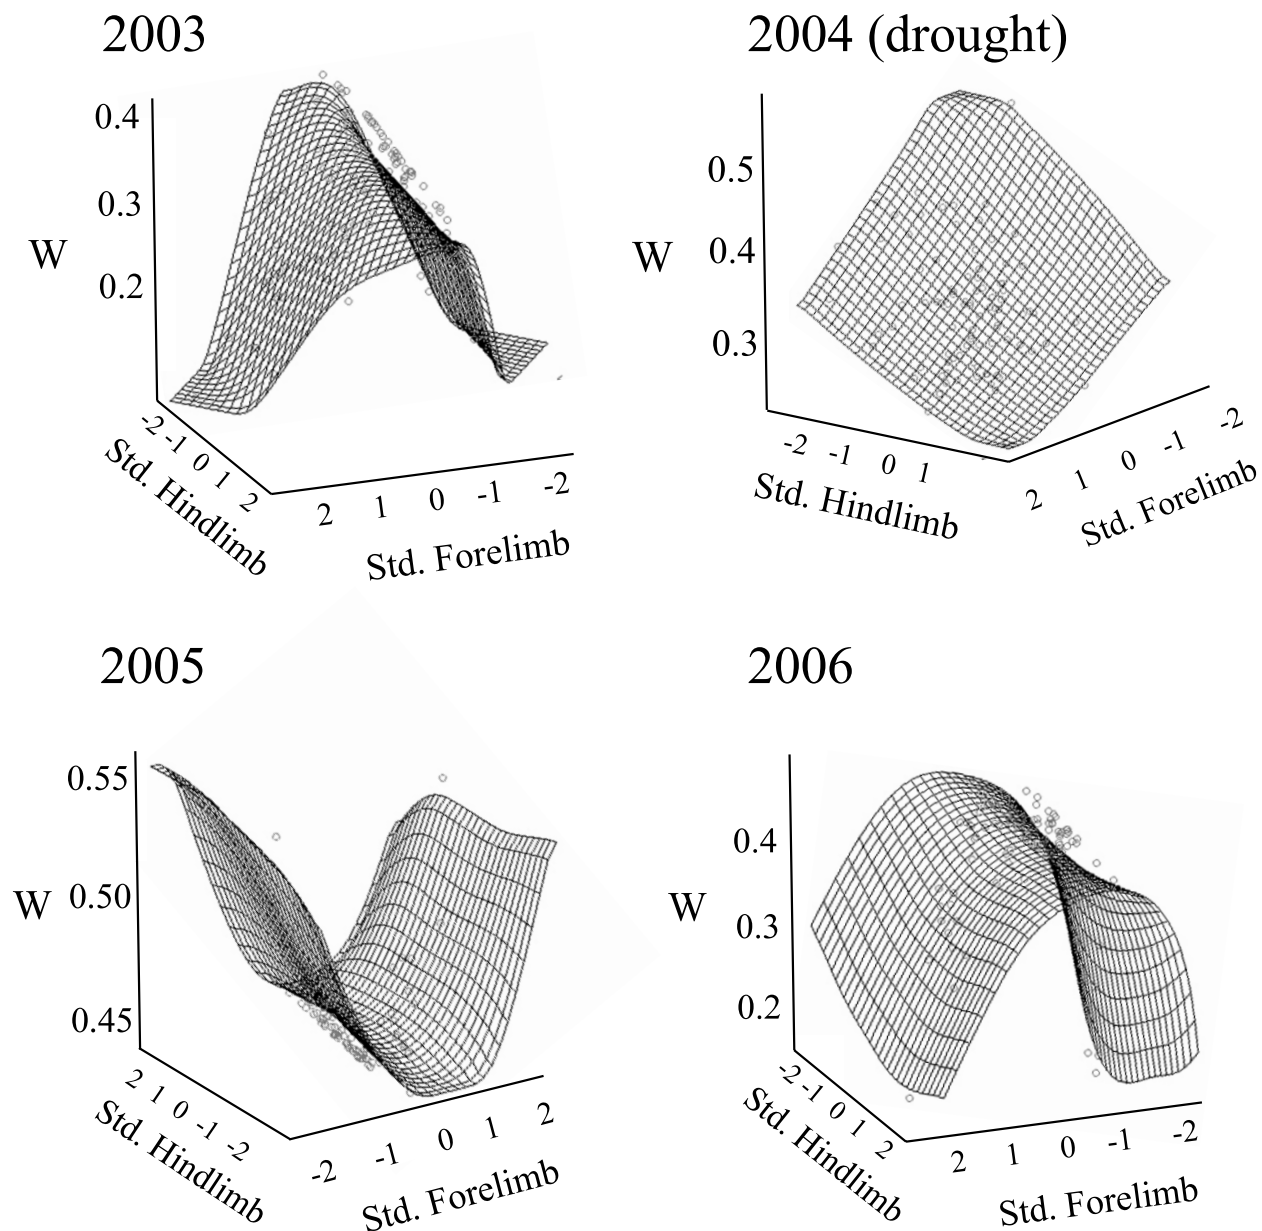 2003
0.4
0.3
W
0.2
-2 -1 0 1 2
Std. Hindlimb
2 1 0 -1 -2
Std. Forelimb
2004 (drought)
0.5
0.4
W
0.3
-2 -1 0 1
Std. Hindlimb
2 1 0 -1 -2
Std. Forelimb
2005
0.55
W 0.50
0.45
2 1 0 -1 -2
Std. Hindlimb
-2 -1 0 1 2
Std. Forelimb
2006
0.4
W
0.3
0.2
-2 -1 0 1 2
Std. Hindlimb
2 1 0 -1 -2
Std. Forelimb